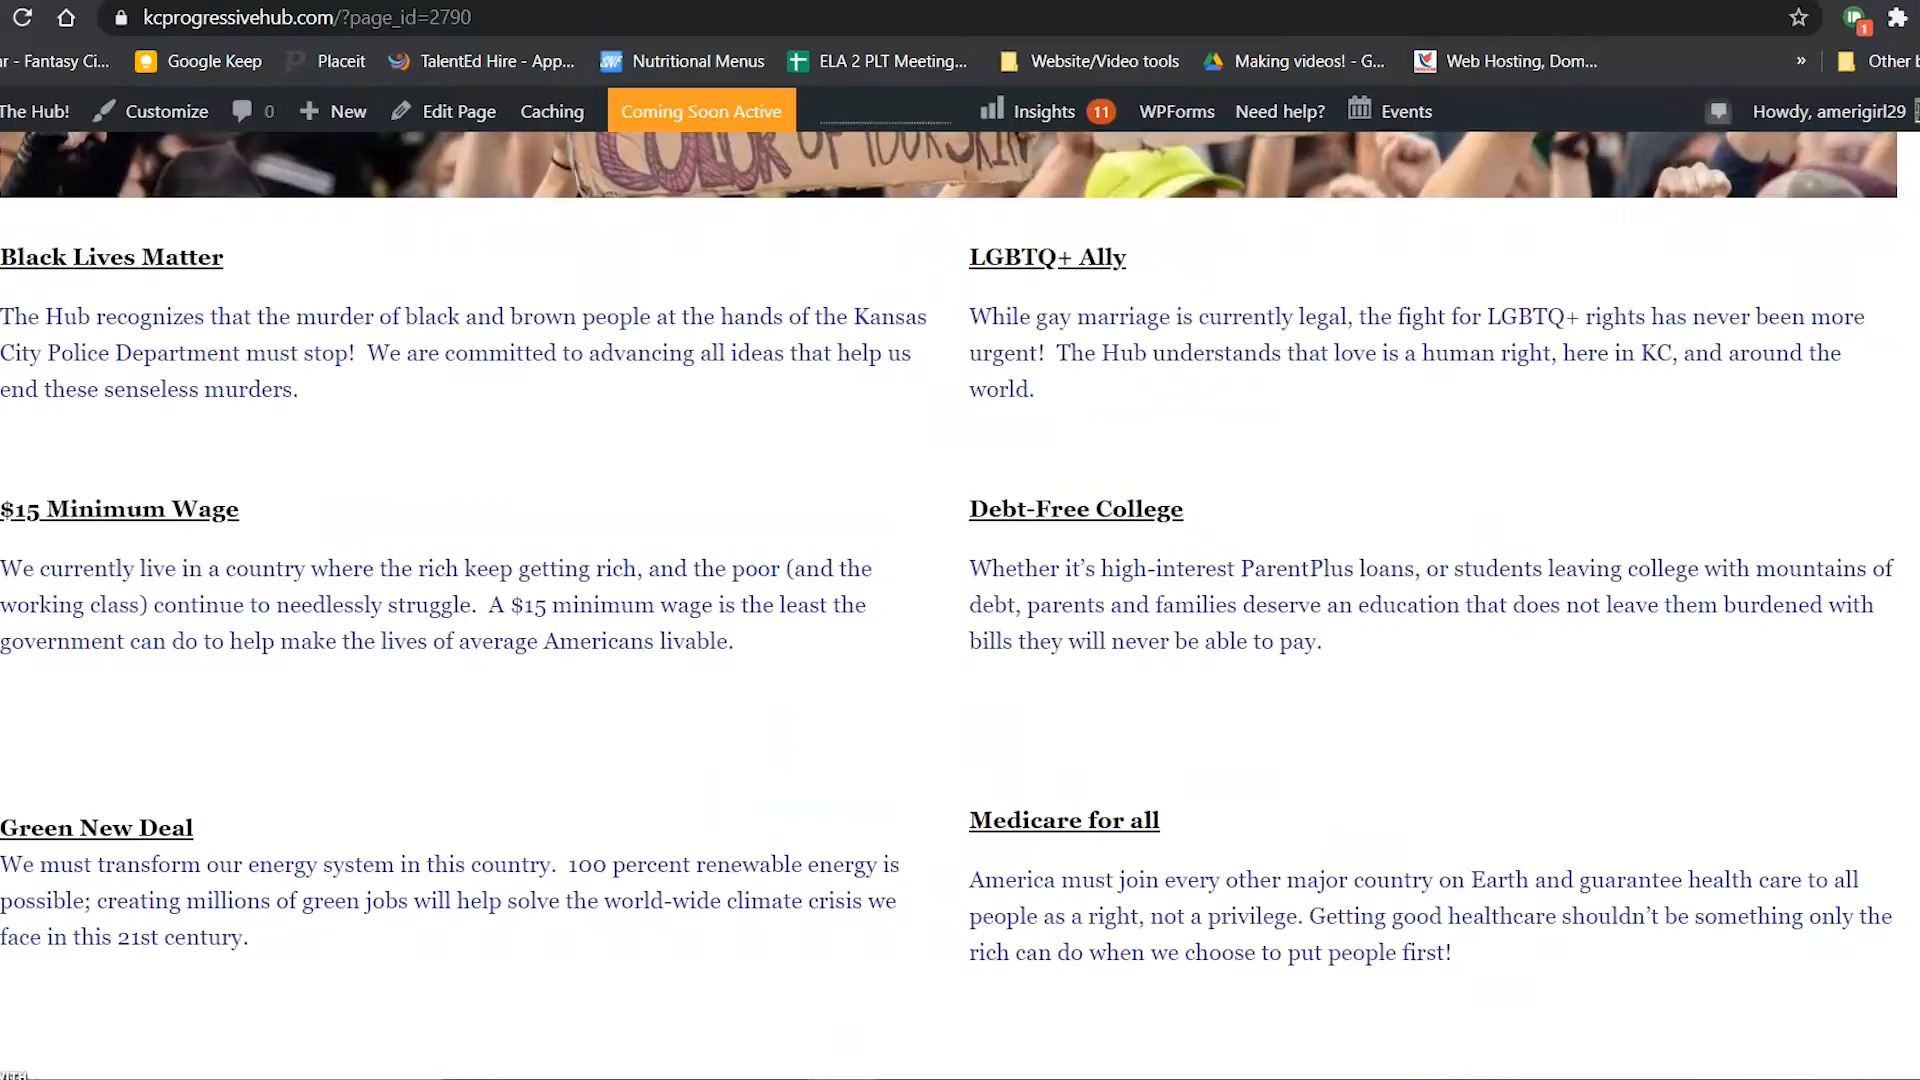 kcprogressivehub.com/?page_id=2790
ar - Fantasy Ci... Google Keep Placeit TalentEd Hire - App... Nutritional Menus ELA 2 PLT Meeting... Website/Video tools Making videos! - G... Web Hosting, Dom... » Other b
The Hub! Customize 0 New Edit Page Caching Coming Soon Active Insights 11 WPForms Need help? Events Howdy, amerigirl29
COLOR OF YOUR SKIN
Black Lives Matter
The Hub recognizes that the murder of black and brown people at the hands of the Kansas
City Police Department must stop!  We are committed to advancing all ideas that help us
end these senseless murders.
LGBTQ+ Ally
While gay marriage is currently legal, the fight for LGBTQ+ rights has never been more
urgent!  The Hub understands that love is a human right, here in KC, and around the
world.
$15 Minimum Wage
We currently live in a country where the rich keep getting rich, and the poor (and the
working class) continue to needlessly struggle.  A $15 minimum wage is the least the
government can do to help make the lives of average Americans livable.
Debt-Free College
Whether it’s high-interest ParentPlus loans, or students leaving college with mountains of
debt, parents and families deserve an education that does not leave them burdened with
bills they will never be able to pay.
Green New Deal
We must transform our energy system in this country.  100 percent renewable energy is
possible; creating millions of green jobs will help solve the world-wide climate crisis we
face in this 21st century.
Medicare for all
America must join every other major country on Earth and guarantee health care to all
people as a right, not a privilege. Getting good healthcare shouldn’t be something only the
rich can do when we choose to put people first!